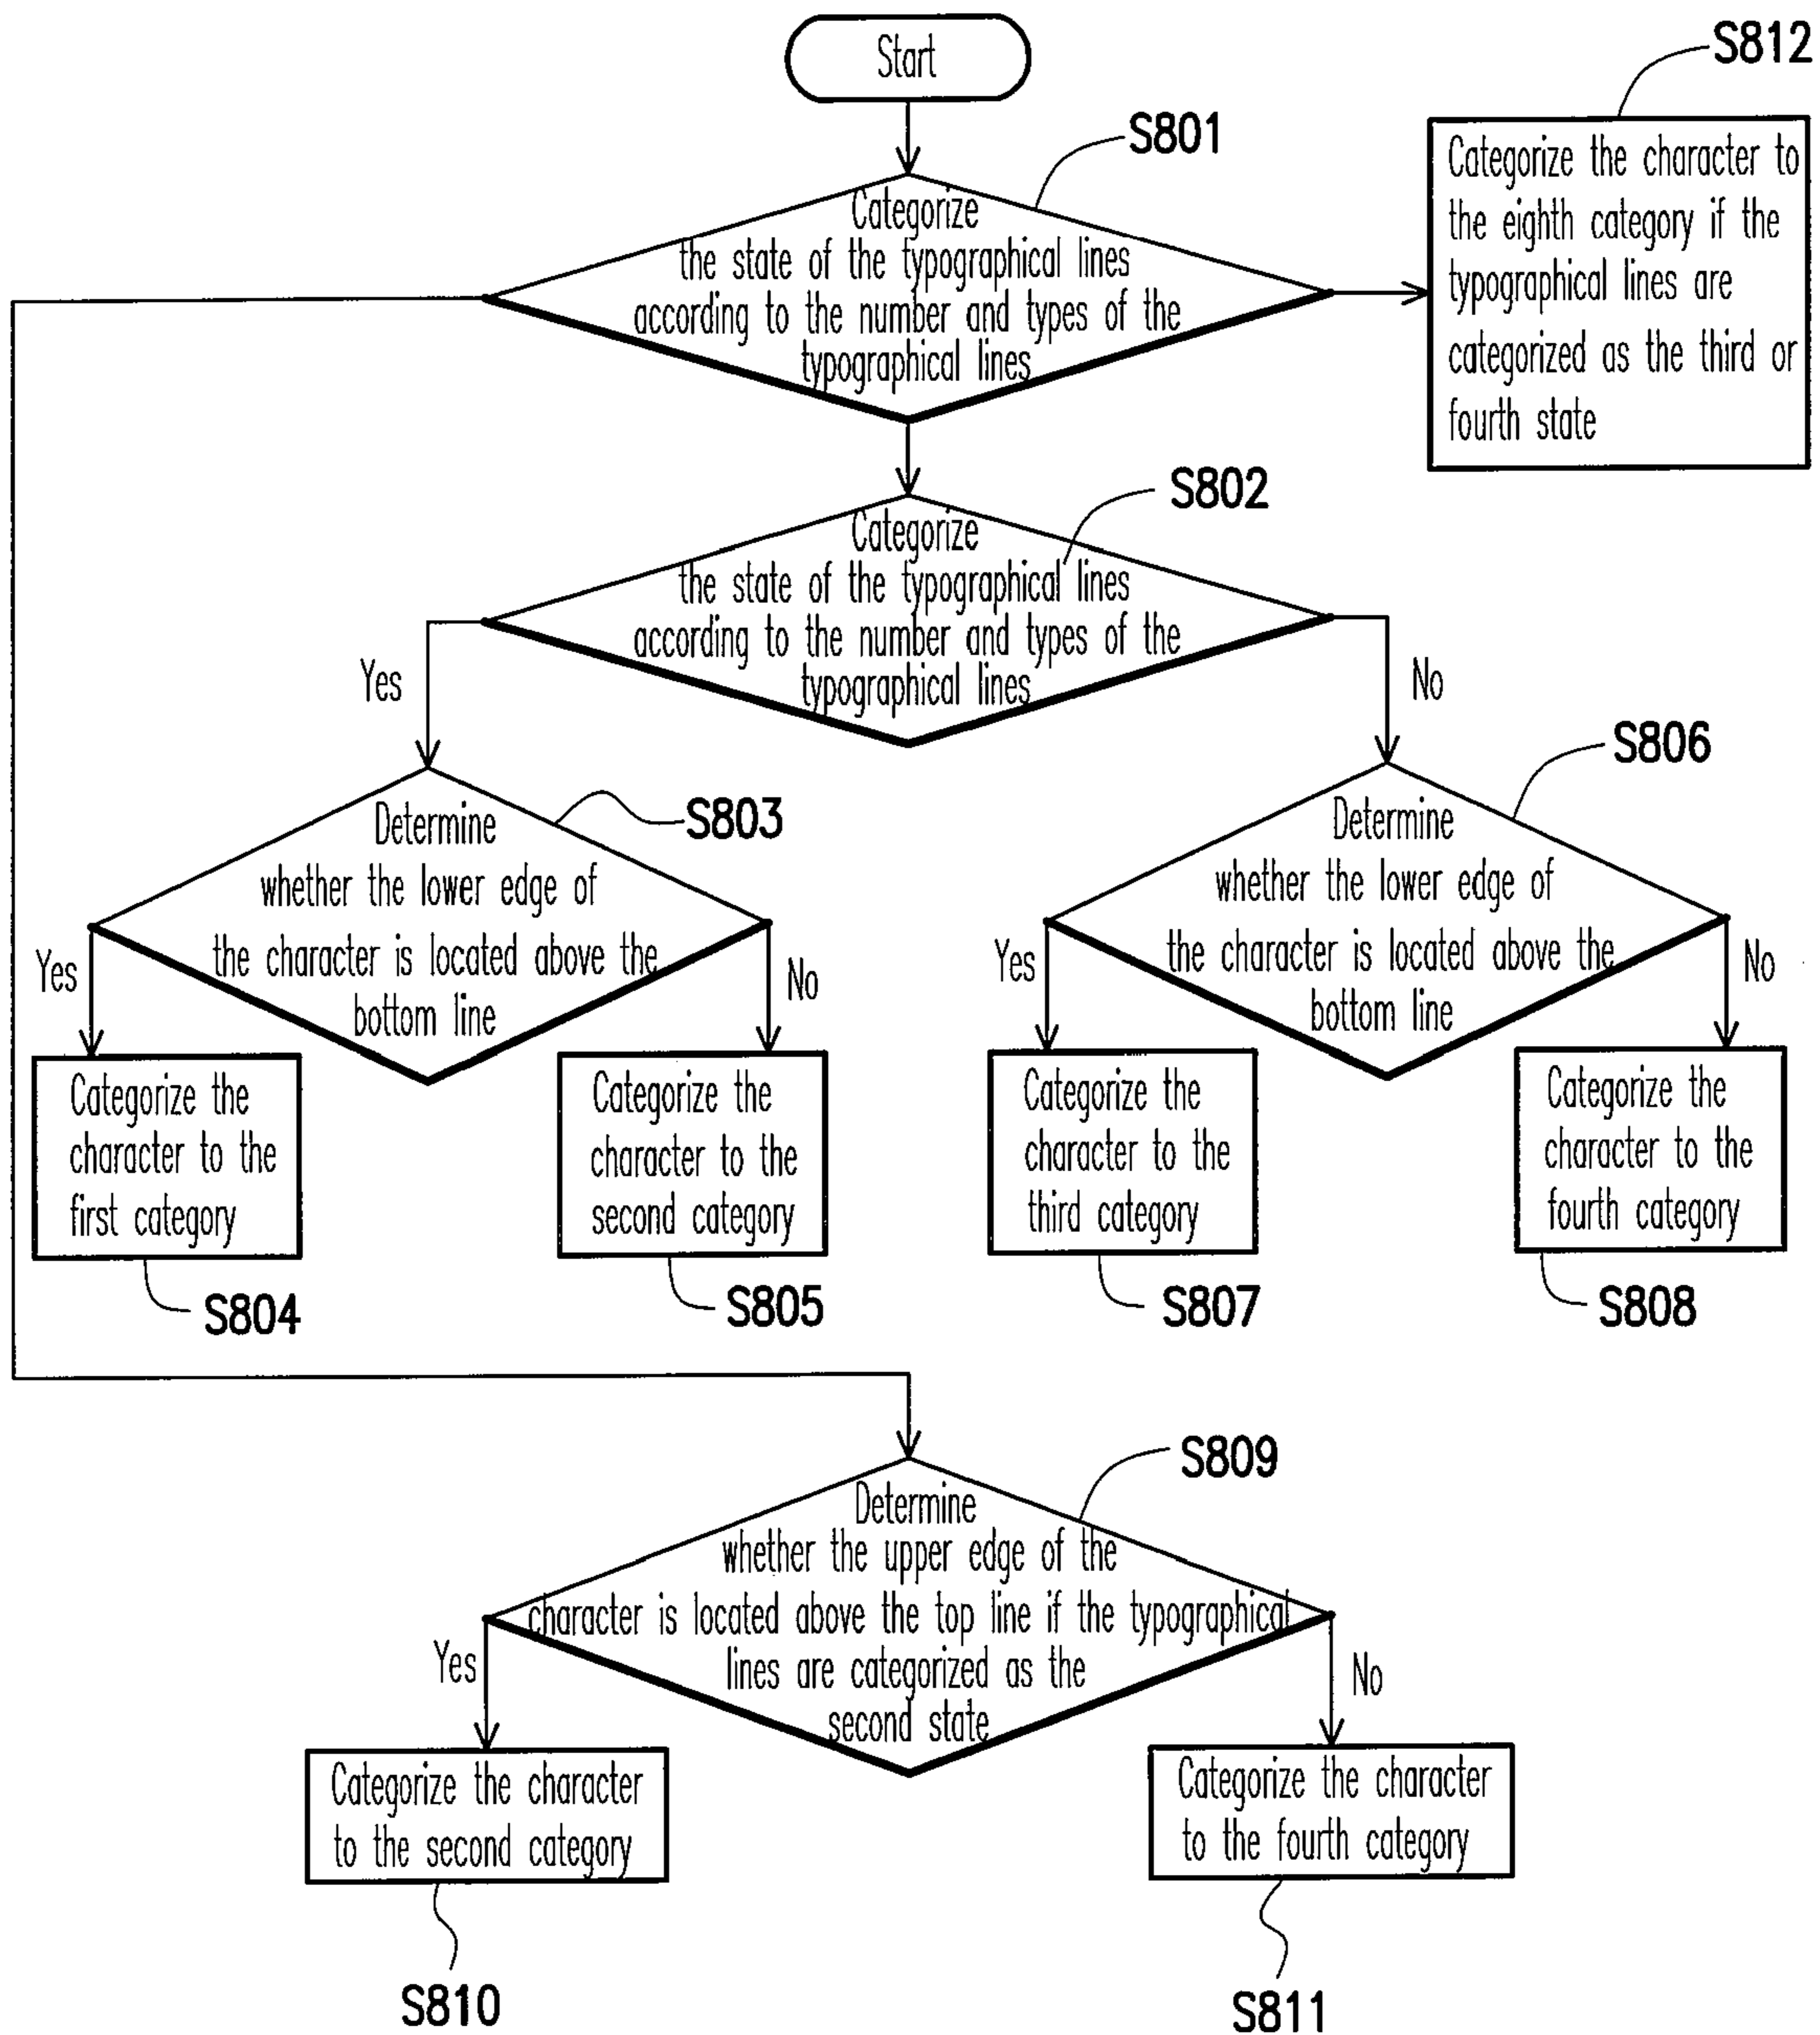 Start
S812
S801
Categorize the character to
the eighth category if the
typographical lines are
categorized as the third or
fourth state
Categorize
the state of the typographical lines
according to the number and types of the
typographical lines
S802
Categorize
the state of the typographical lines
according to the number and types of the
typographical lines
Yes
No
S803
Determine
whether the lower edge of
the character is located above the
bottom line
Yes
No
S806
Determine
whether the lower edge of
the character is located above the
bottom line
Yes
No
Categorize the
character to the
first category
S804
Categorize the
character to the
second category
S805
Categorize the
character to the
third category
S807
Categorize the
character to the
fourth category
S808
S809
Determine
whether the upper edge of the
character is located above the top line if the typographical
lines are categorized as the
second state
Yes
No
Categorize the character
to the second category
S810
Categorize the character
to the fourth category
S811